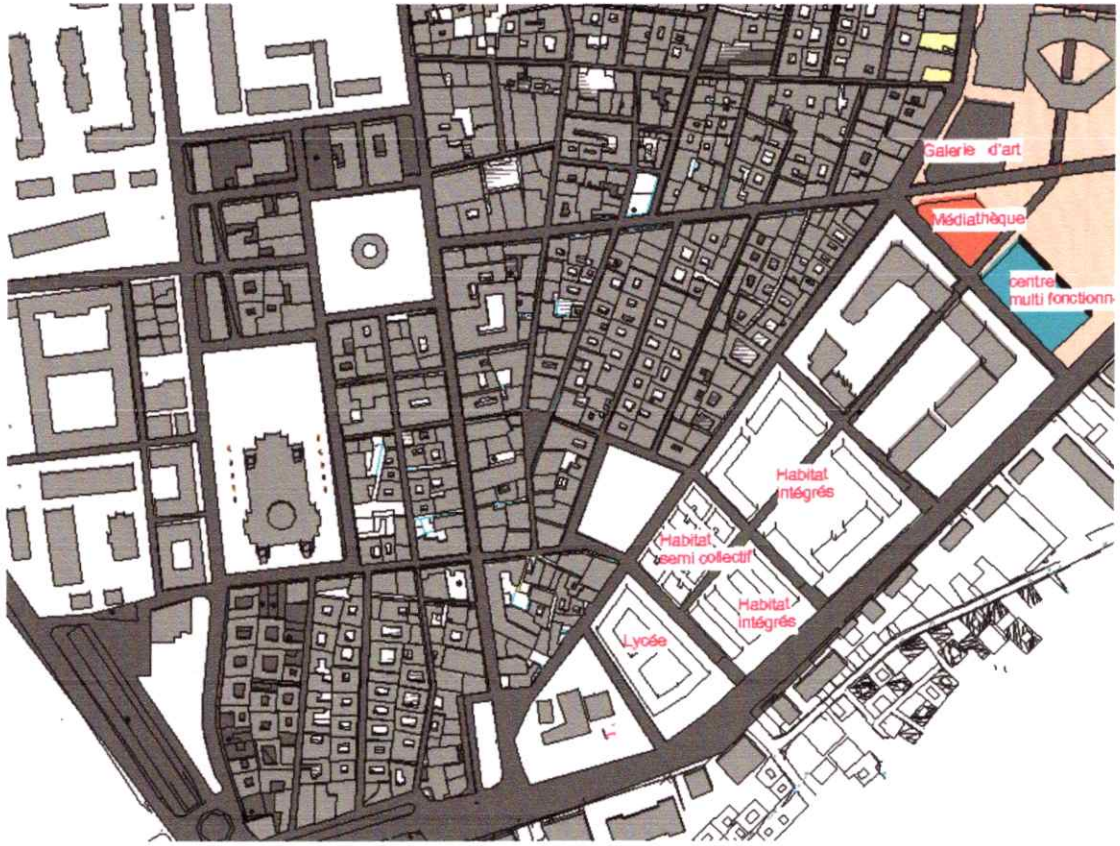 Galerie d'art
Médiathèque
centre
multi fonctionn
Habitat
intégrés
Habitat
semi collectif
Habitat
intégrés
Lycée